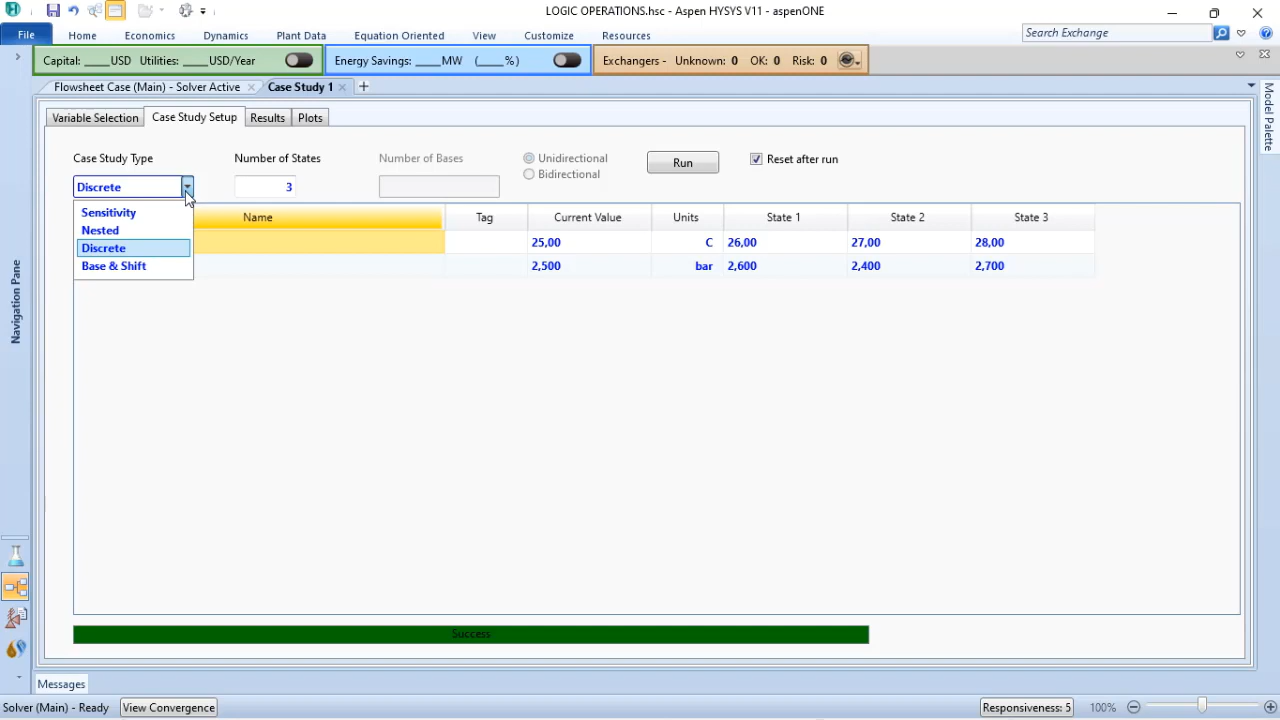 LOGIC OPERATIONS.hsc - Aspen HYSYS V11 - aspenONE
File Home Economics Dynamics Plant Data Equation Oriented View Customize Resources Search Exchange
Capital: ____USD Utilities: ____USD/Year Energy Savings: ____MW (____%) Exchangers - Unknown: 0 OK: 0 Risk: 0
Flowsheet Case (Main) - Solver Active Case Study 1
Variable Selection Case Study Setup Results Plots
Case Study Type Number of States Number of Bases Unidirectional Run Reset after run
Bidirectional
Discrete 3
Sensitivity
Nested
Discrete
Base & Shift
Name Tag Current Value Units State 1 State 2 State 3
25,00 C 26,00 27,00 28,00
2,500 bar 2,600 2,400 2,700
Success
Navigation Pane
Model Palette
Messages
Solver (Main) - Ready View Convergence Responsiveness: 5 100%